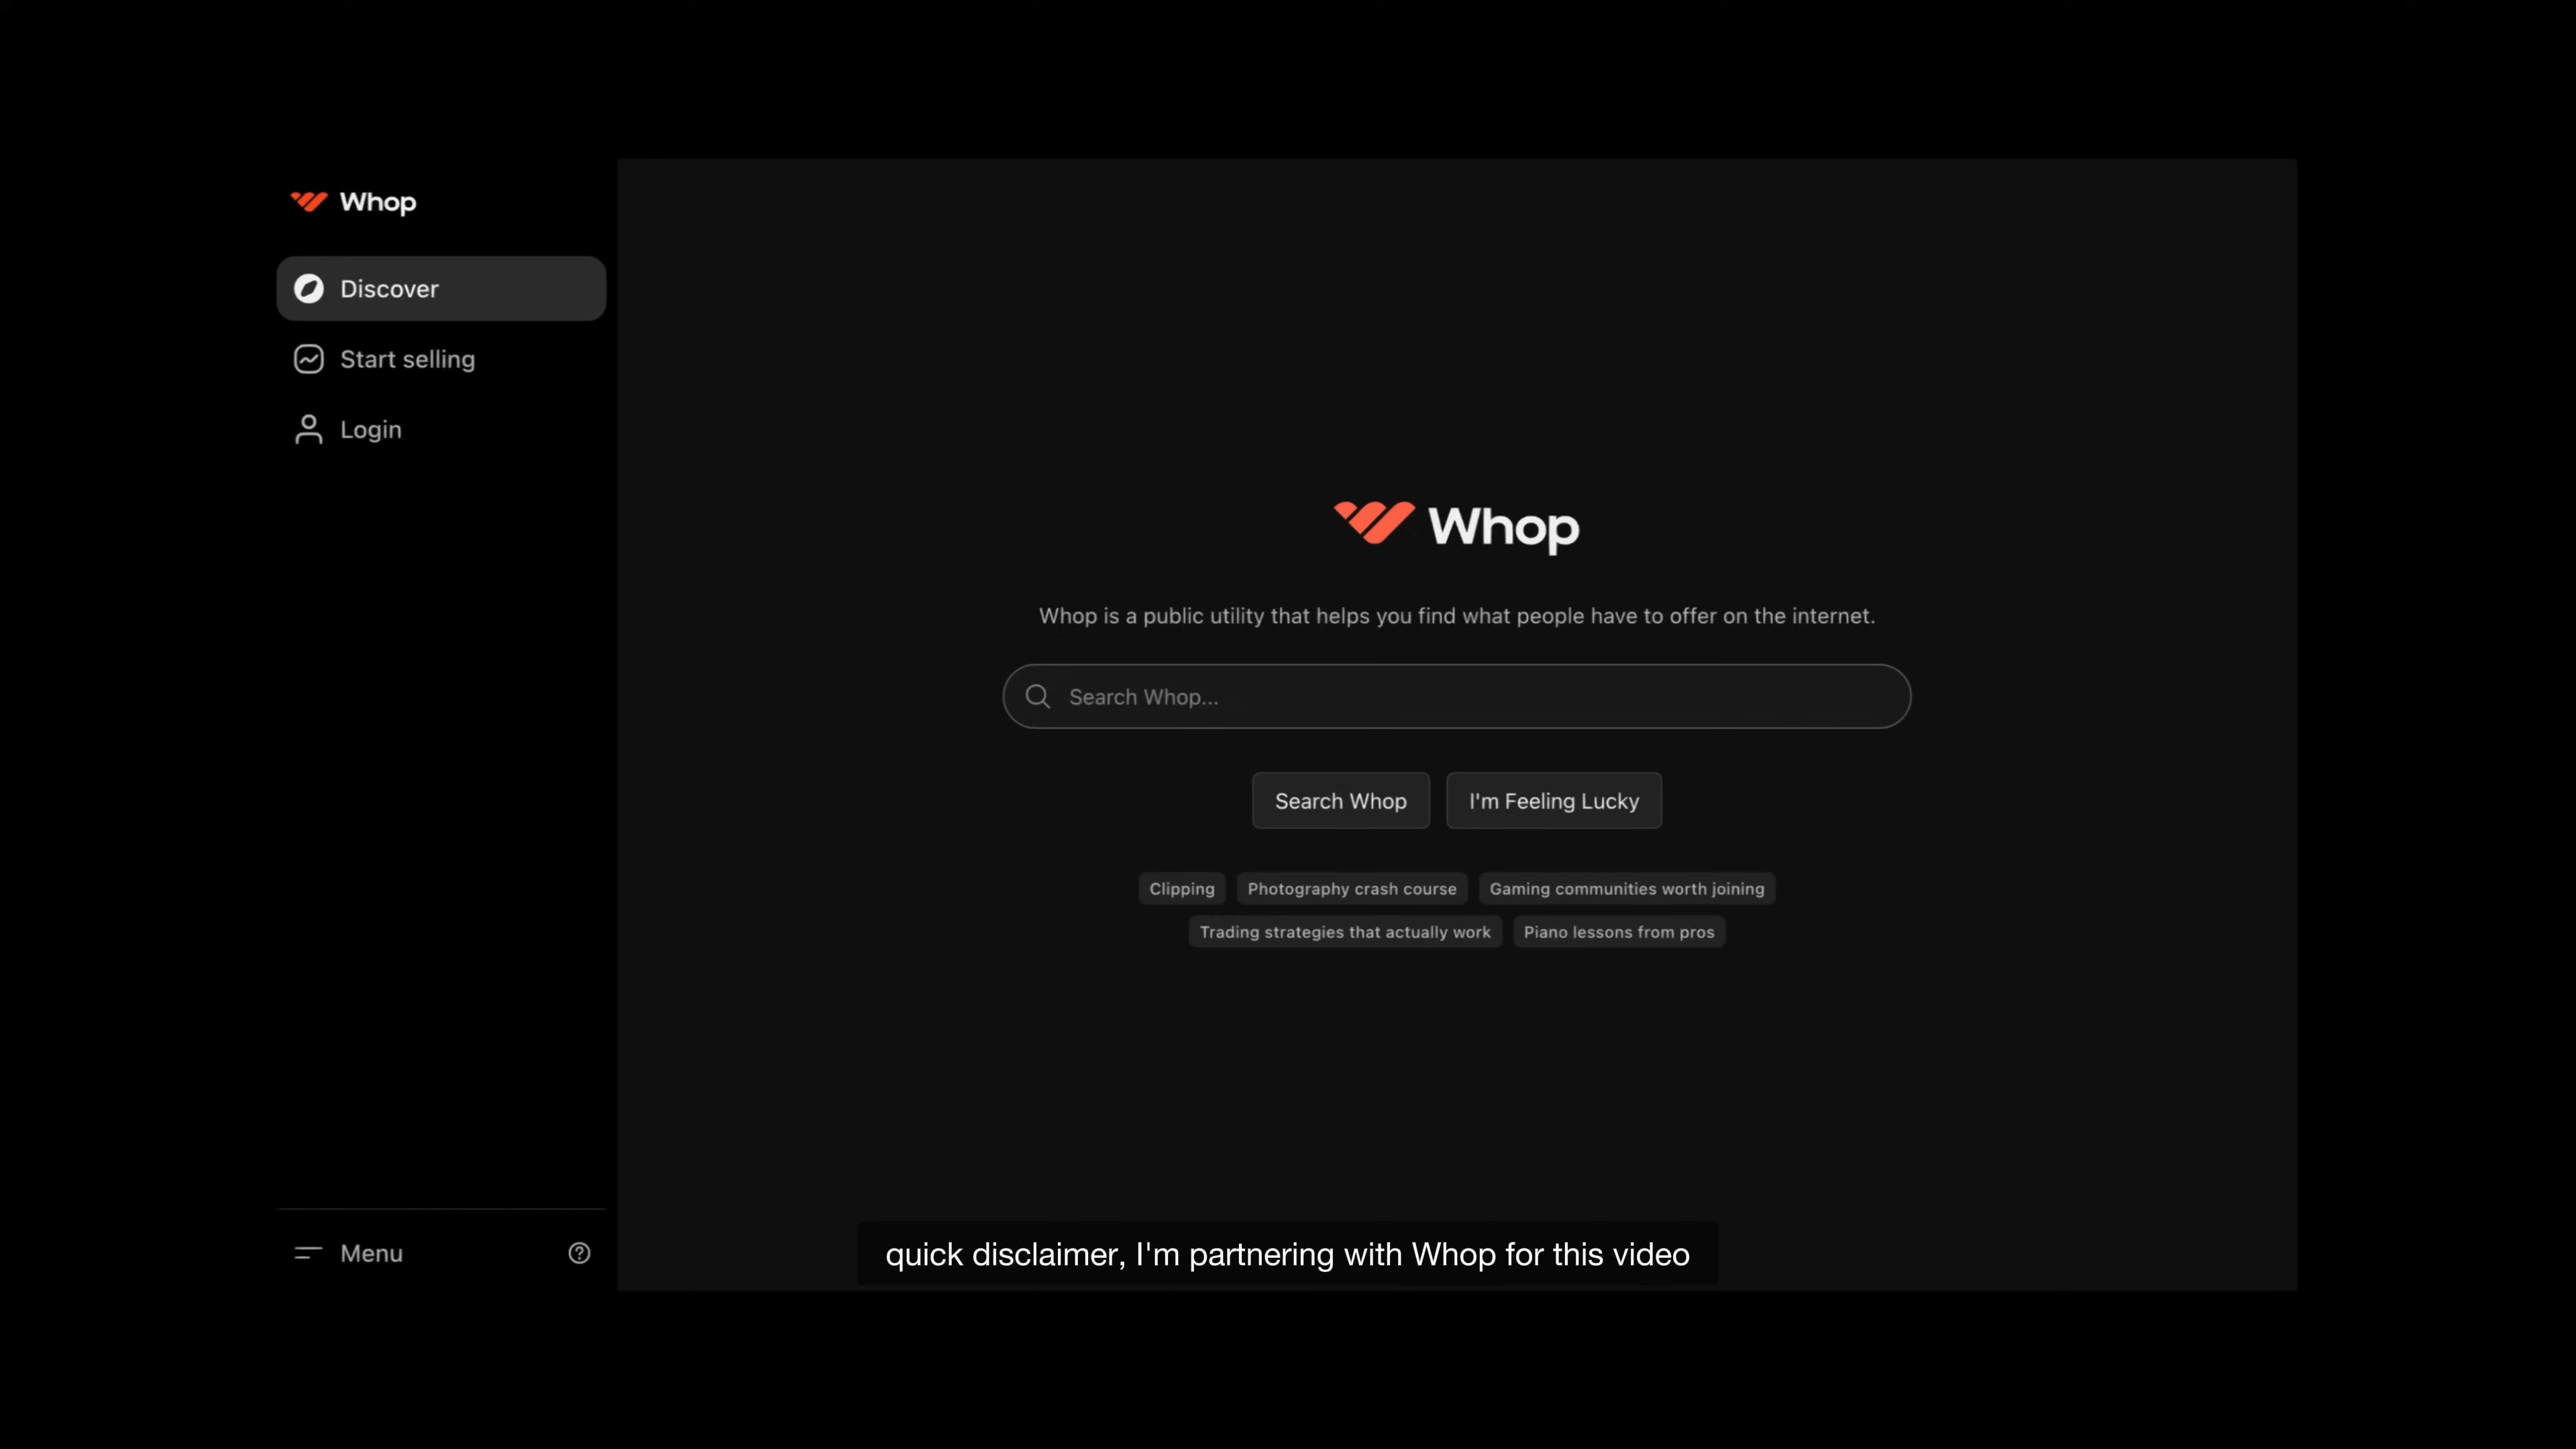 Whop
Discover
Start selling
Login
Whop
Whop is a public utility that helps you find what people have to offer on the internet.
Search Whop...
Search Whop
I'm Feeling Lucky
Clipping
Photography crash course
Gaming communities worth joining
Trading strategies that actually work
Piano lessons from pros
Menu
quick disclaimer, I'm partnering with Whop for this video